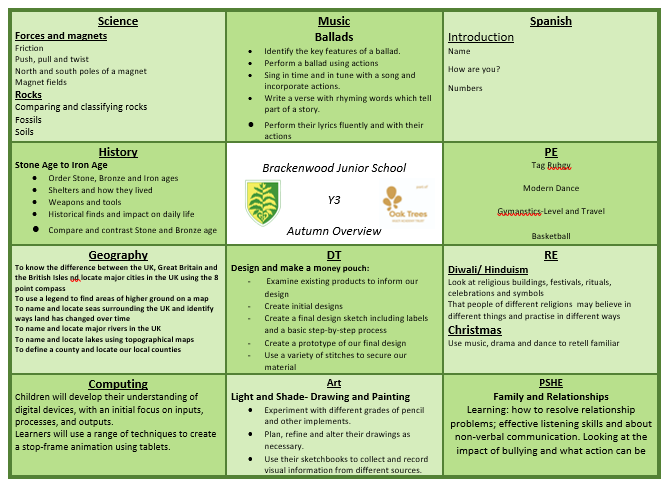 Science
Forces and magnets
Friction
Push, pull and twist
North and south poles of a magnet
Magnet fields
Rocks
Comparing and classifying rocks
Fossils
Soils
Music
Ballads
• Identify the key features of a ballad.
• Perform a ballad using actions
• Sing in time and in tune with a song and
incorporate actions.
• Write a verse with rhyming words which tell
part of a story.
• Perform their lyrics fluently and with their
actions
Spanish
Introduction
Name
How are you?
Numbers
History
Stone Age to Iron Age
• Order Stone, Bronze and Iron ages
• Shelters and how they lived
• Weapons and tools
• Historical finds and impact on daily life
• Compare and contrast Stone and Bronze age
Brackenwood Junior School
Y3
Oak Trees
Autumn Overview
PE
Tag Rubgy
Modern Dance
Gymanstics-Level and Travel
Basketball
Geography
To know the difference between the UK, Great Britain and
the British Isles nd locate major cities in the UK using the 8
point compass
To use a legend to find areas of higher ground on a map
To name and locate seas surrounding the UK and identify
ways land has changed over time
To name and locate major rivers in the UK
To name and locate lakes using topographical maps
To define a county and locate our local counties
DT
Design and make a money pouch:
- Examine existing products to inform our
design
- Create initial designs
- Create a final design sketch including labels
and a basic step-by-step process
- Create a prototype of our final design
- Use a variety of stitches to secure our
material
RE
Diwali/ Hinduism
Look at religious buildings, festivals, rituals,
celebrations and symbols
That people of different religions may believe in
different things and practise in different ways
Christmas
Use music, drama and dance to retell familiar
Computing
Children will develop their understanding of
digital devices, with an initial focus on inputs,
processes, and outputs.
Learners will use a range of techniques to create
a stop-frame animation using tablets.
Art
Light and Shade- Drawing and Painting
• Experiment with different grades of pencil
and other implements.
• Plan, refine and alter their drawings as
necessary.
• Use their sketchbooks to collect and record
visual information from different sources.
PSHE
Family and Relationships
Learning: how to resolve relationship
problems; effective listening skills and about
non-verbal communication. Looking at the
impact of bullying and what action can be